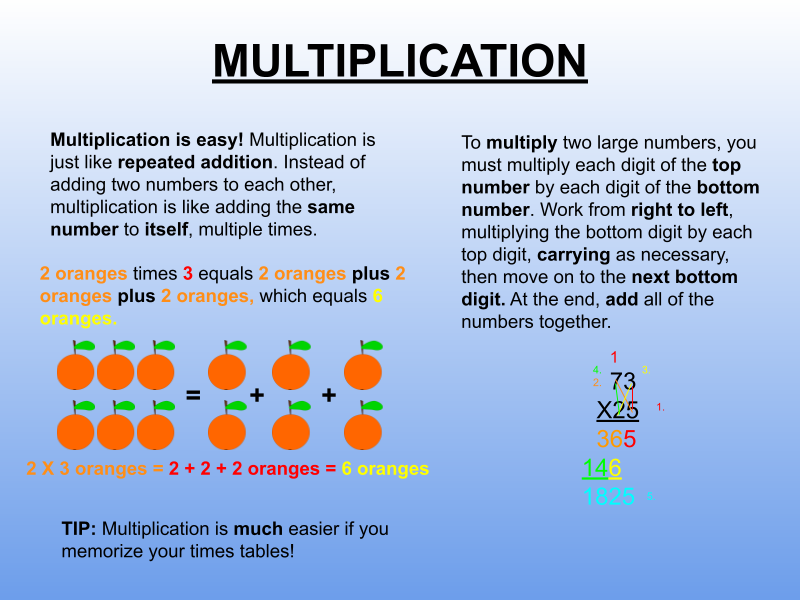 MULTIPLICATION
Multiplication is easy! Multiplication is
just like repeated addition. Instead of
adding two numbers to each other,
multiplication is like adding the same
number to itself, multiple times.
2 oranges times 3 equals 2 oranges plus 2
oranges plus 2 oranges, which equals 6
oranges.
= + +
2 X 3 oranges = 2 + 2 + 2 oranges = 6 oranges
TIP: Multiplication is much easier if you
memorize your times tables!
To multiply two large numbers, you
must multiply each digit of the top
number by each digit of the bottom
number. Work from right to left,
multiplying the bottom digit by each
top digit, carrying as necessary,
then move on to the next bottom
digit. At the end, add all of the
numbers together.
1
4. 3.
2. 73
X25 1.
365
146
1825 5.